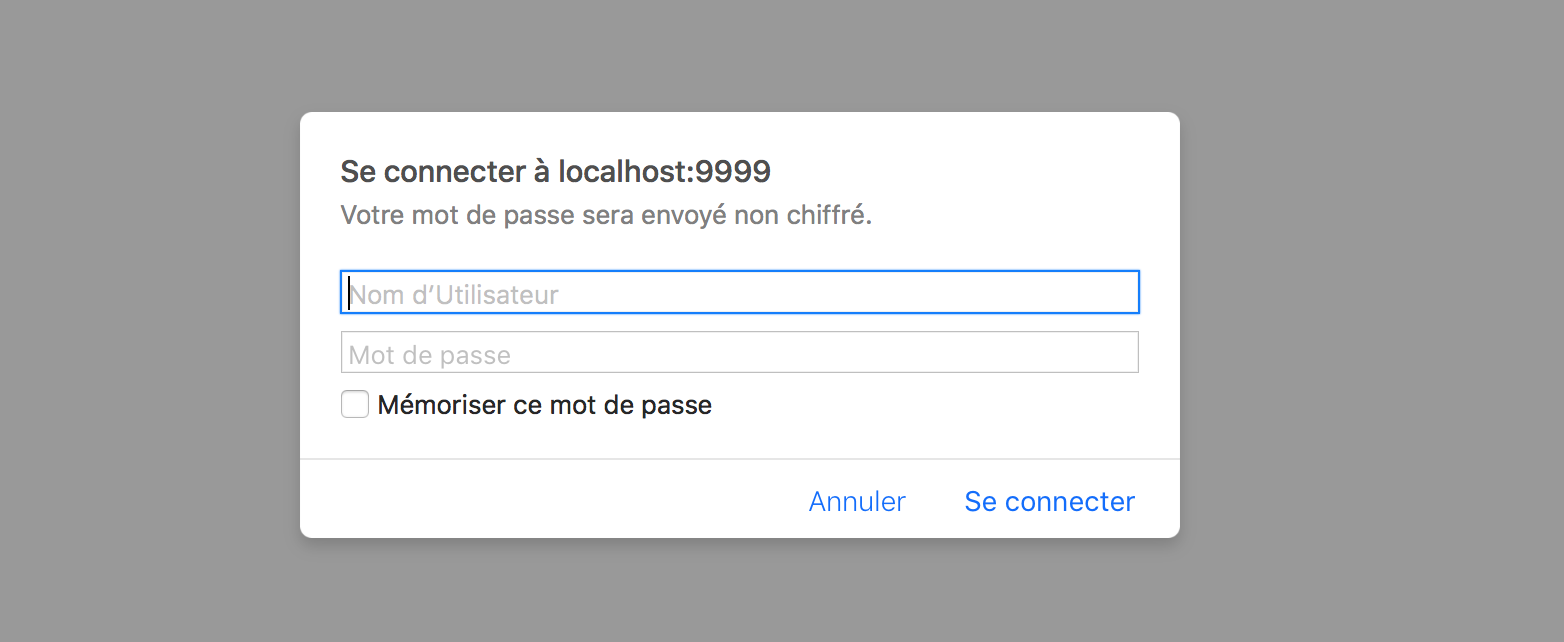 Se connecter à localhost:9999
Votre mot de passe sera envoyé non chiffré.
Nom d’Utilisateur
Mot de passe
Mémoriser ce mot de passe
Annuler Se connecter